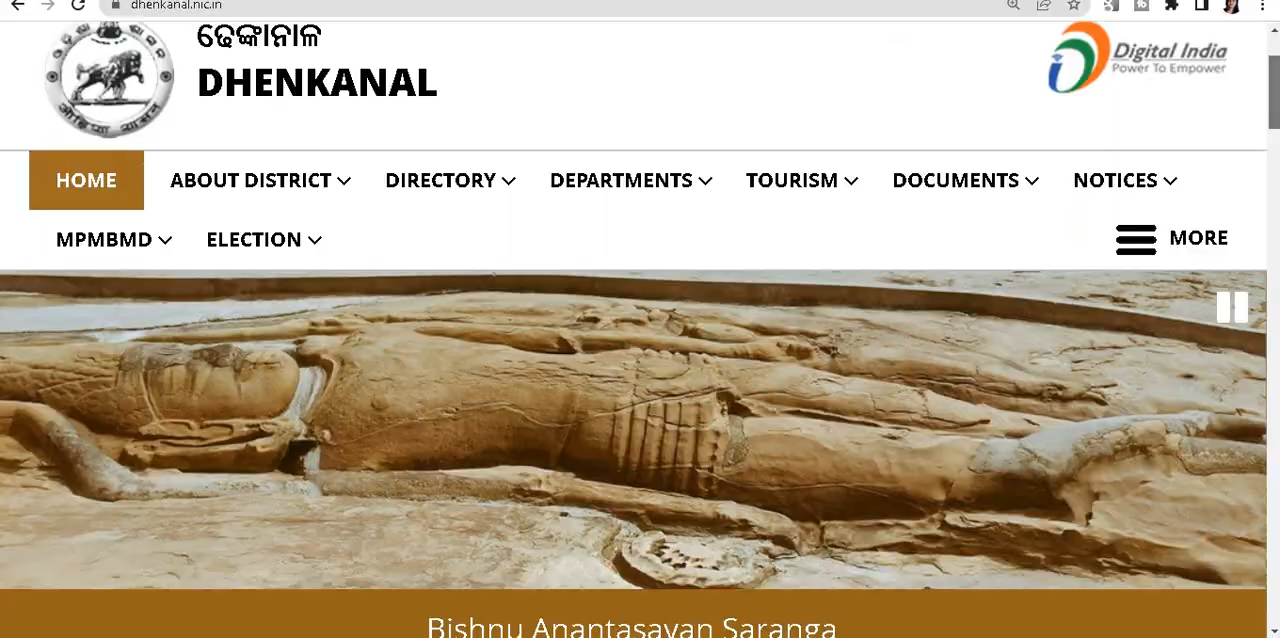 dhenkanal.nic.in
ଢେଙ୍କାନାଳ
DHENKANAL
Digital India
Power To Empower
HOME
ABOUT DISTRICT
DIRECTORY
DEPARTMENTS
TOURISM
DOCUMENTS
NOTICES
MPMBMD
ELECTION
MORE
Bishnu Anantasayan Saranga